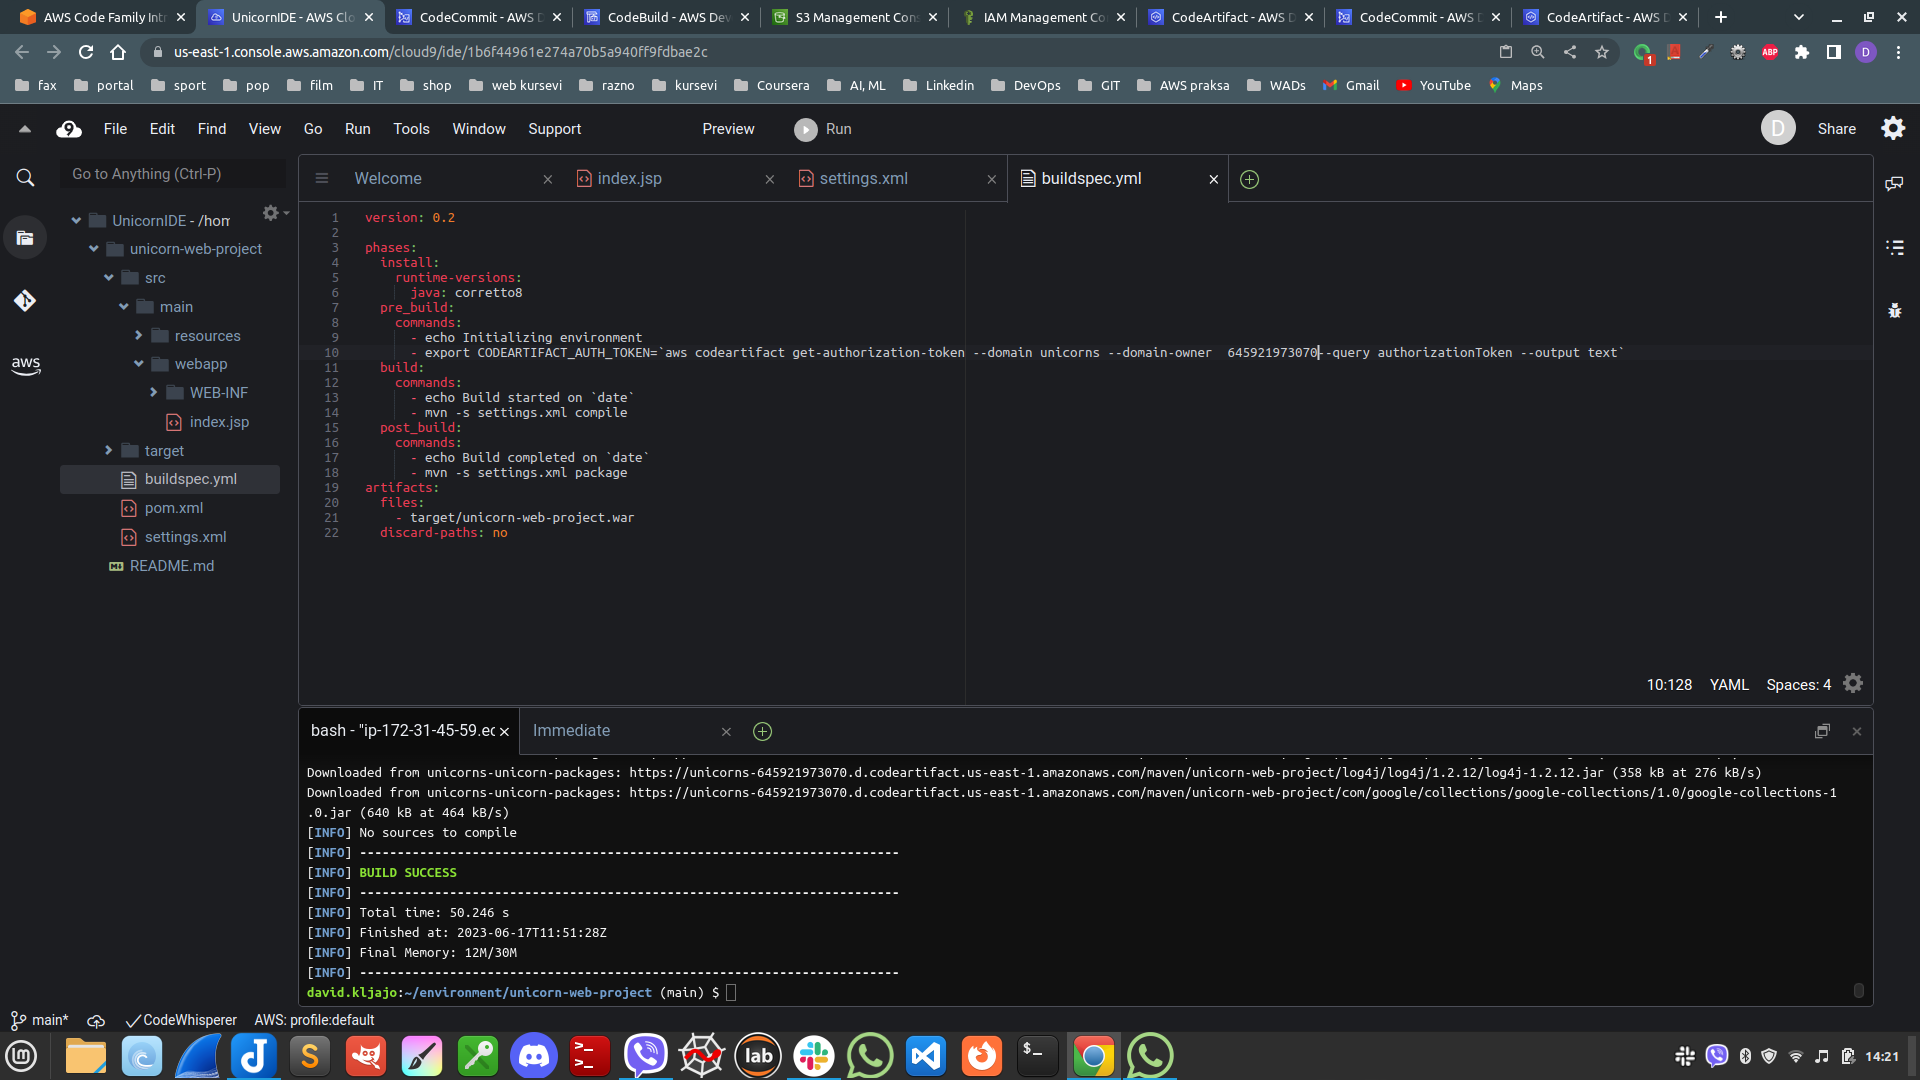 AWS Code Family Intr
UnicornIDE - AWS Clo
CodeCommit - AWS D
CodeBuild - AWS Dev
S3 Management Cons
IAM Management Co
CodeArtifact - AWS D
CodeCommit - AWS D
CodeArtifact - AWS D
us-east-1.console.aws.amazon.com/cloud9/ide/1b6f44961e274a70b5a940ff9fdbae2c
1
ABP
D
fax
portal
sport
pop
film
IT
shop
web kursevi
razno
kursevi
Coursera
AI, ML
Linkedin
DevOps
GIT
AWS praksa
WADs
Gmail
YouTube
Maps
9
File
Edit
Find
View
Go
Run
Tools
Window
Support
Preview
Run
D
Share
Go to Anything (Ctrl-P)
Welcome
index.jsp
settings.xml
buildspec.yml
UnicornIDE - /hom
unicorn-web-project
src
main
resources
webapp
WEB-INF
index.jsp
target
buildspec.yml
pom.xml
settings.xml
README.md
aws
1 version: 0.2
2
3 phases:
4 install:
5 runtime-versions:
6 java: corretto8
7 pre_build:
8 commands:
9 - echo Initializing environment
10 - export CODEARTIFACT_AUTH_TOKEN=`aws codeartifact get-authorization-token --domain unicorns --domain-owner  645921973070--query authorizationToken --output text`
11 build:
12 commands:
13 - echo Build started on `date`
14 - mvn -s settings.xml compile
15 post_build:
16 commands:
17 - echo Build completed on `date`
18 - mvn -s settings.xml package
19 artifacts:
20 files:
21 - target/unicorn-web-project.war
22 discard-paths: no
10:128 YAML Spaces: 4
bash - "ip-172-31-45-59.ec
Immediate
Downloaded from unicorns-unicorn-packages: https://unicorns-645921973070.d.codeartifact.us-east-1.amazonaws.com/maven/unicorn-web-project/log4j/log4j/1.2.12/log4j-1.2.12.jar (358 kB at 276 kB/s)
Downloaded from unicorns-unicorn-packages: https://unicorns-645921973070.d.codeartifact.us-east-1.amazonaws.com/maven/unicorn-web-project/com/google/collections/google-collections/1.0/google-collections-1
.0.jar (640 kB at 464 kB/s)
[INFO] No sources to compile
[INFO] ------------------------------------------------------------------------
[INFO] BUILD SUCCESS
[INFO] ------------------------------------------------------------------------
[INFO] Total time: 50.246 s
[INFO] Finished at: 2023-06-17T11:51:28Z
[INFO] Final Memory: 12M/30M
[INFO] ------------------------------------------------------------------------
david.kljajo:~/environment/unicorn-web-project (main) $
main*
CodeWhisperer
AWS: profile:default
lab
14:21